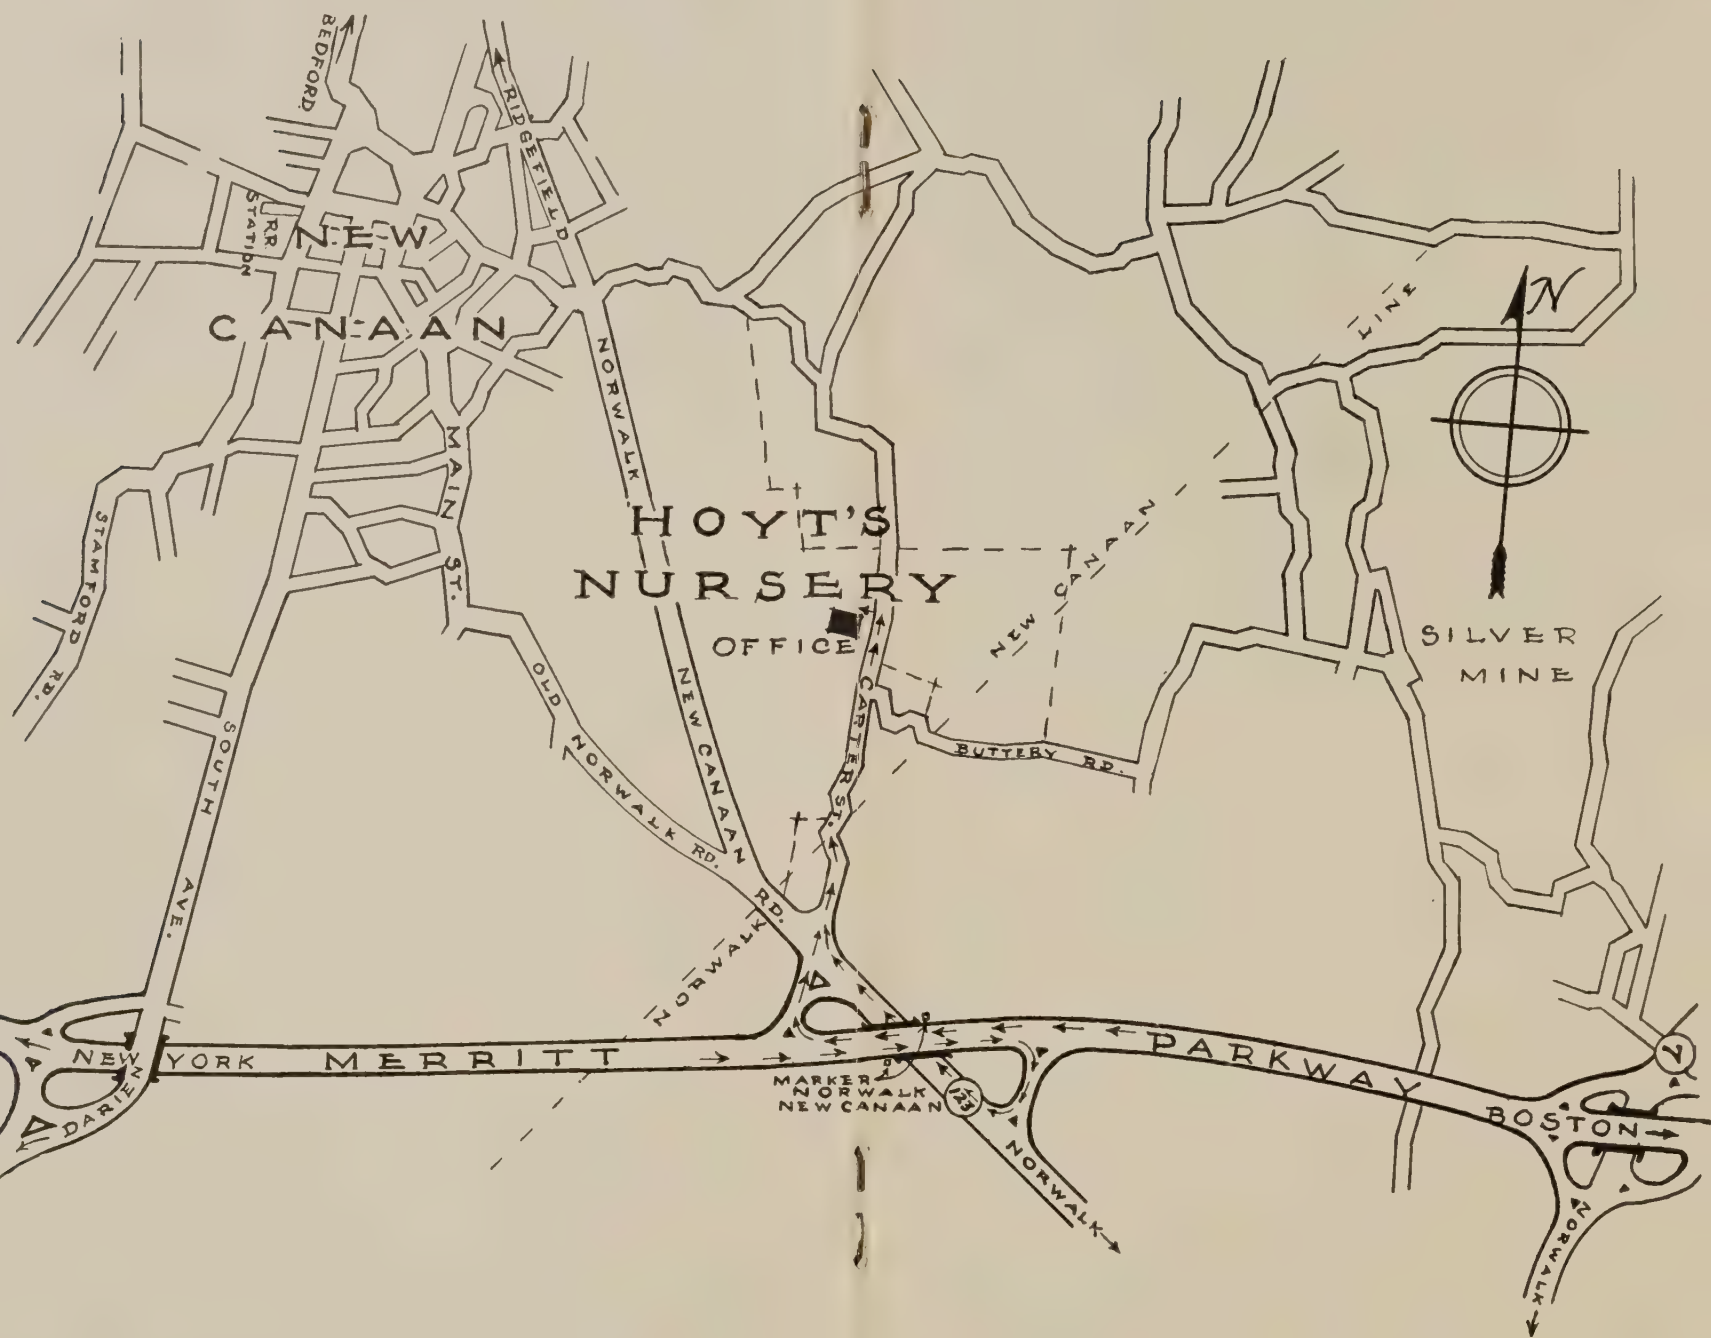 BEDFORD.
RIDGEFIELD
R.R.
STATION
NEW
CANAAN
NORWALK
NEW CANAAN
RD.
MAIN ST.
STAMFORD RD.
SOUTH AVE.
OLD NORWALK RD.
HOYT'S
NURSERY
OFFICE
CARTER ST.
BUTTERY RD.
NEW CANAAN
LINE
N
SILVER
MINE
NORWALK
NEW YORK
DARIEN
MERRITT PARKWAY
MARKER
NORWALK
NEW CANAAN
123
NORWALK
BOSTON
7
NORWALK